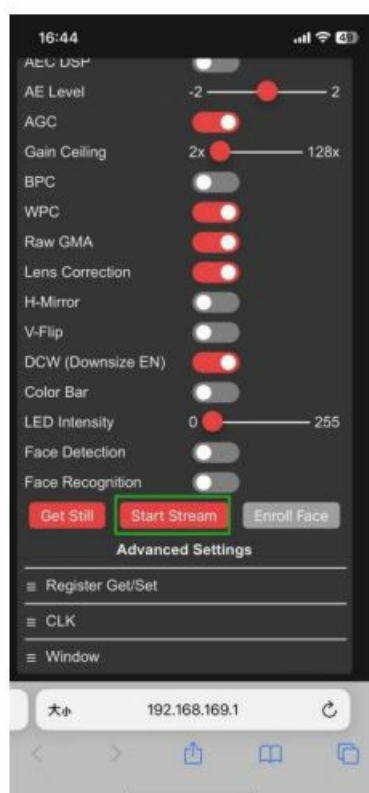 16:44 49
AEC DSP
AE Level -2 2
AGC
Gain Ceiling 2x 128x
BPC
WPC
Raw GMA
Lens Correction
H-Mirror
V-Flip
DCW (Downsize EN)
Color Bar
LED Intensity 0 255
Face Detection
Face Recognition
Get Still Start Stream Enroll Face
Advanced Settings
≡ Register Get/Set
≡ CLK
≡ Window
大小 192.168.169.1